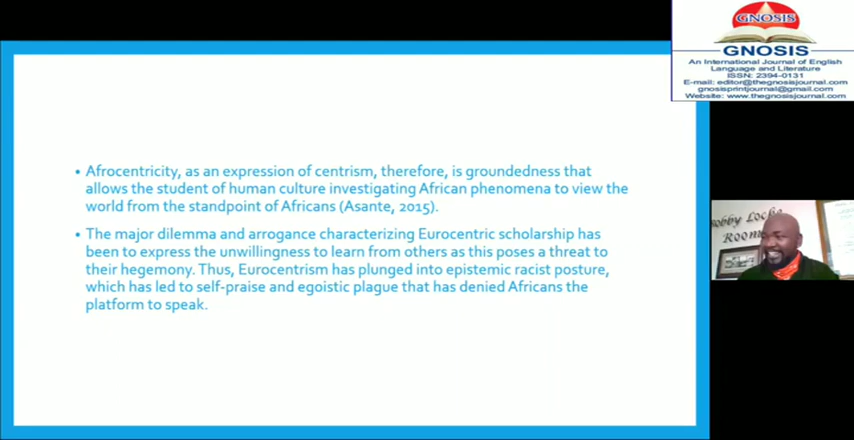 GNOSIS
GNOSIS
An International Journal of English
Language and Literature
ISSN: 2394-0131
E-mail: editor@thegnosisjournal.com
gnosisprintjournal@gmail.com
Website: www.thegnosisjournal.com
• Afrocentricity, as an expression of centrism, therefore, is groundedness that
allows the student of human culture investigating African phenomena to view the
world from the standpoint of Africans (Asante, 2015).
• The major dilemma and arrogance characterizing Eurocentric scholarship has
been to express the unwillingness to learn from others as this poses a threat to
their hegemony. Thus, Eurocentrism has plunged into epistemic racist posture,
which has led to self-praise and egoistic plague that has denied Africans the
platform to speak.
obby Locke
Room